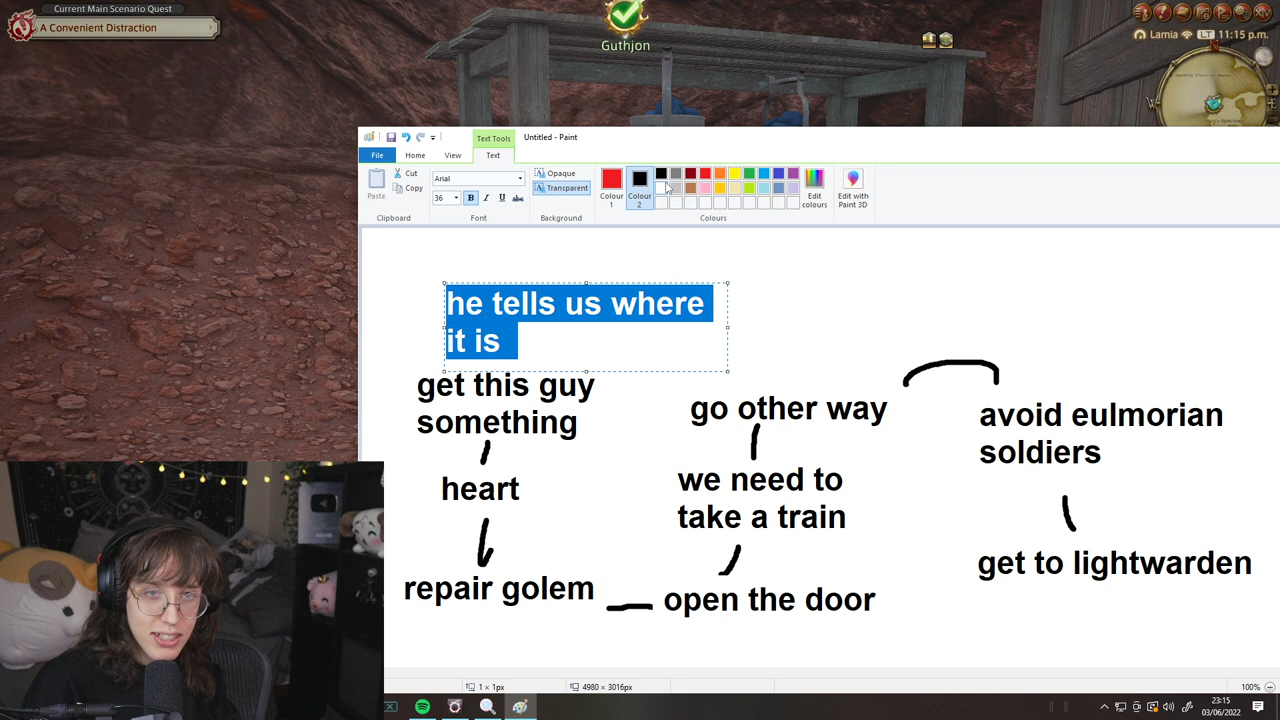 Current Main Scenario Quest
A Convenient Distraction
Guthjon
Lamia
LT
11:15 p.m.
Text Tools
Untitled - Paint
File
Home
View
Text
Paste
Cut
Copy
Clipboard
Arial
36
B
I
U
abc
Font
Opaque
Transparent
Background
Colour
1
Colour
2
Edit
colours
Edit with
Paint 3D
Colours
he tells us where
it is
get this guy
something
heart
repair golem
go other way
we need to
take a train
open the door
avoid eulmorian
soldiers
get to lightwarden
1 × 1px
4980 × 3016px
100%
23:15
03/06/2022